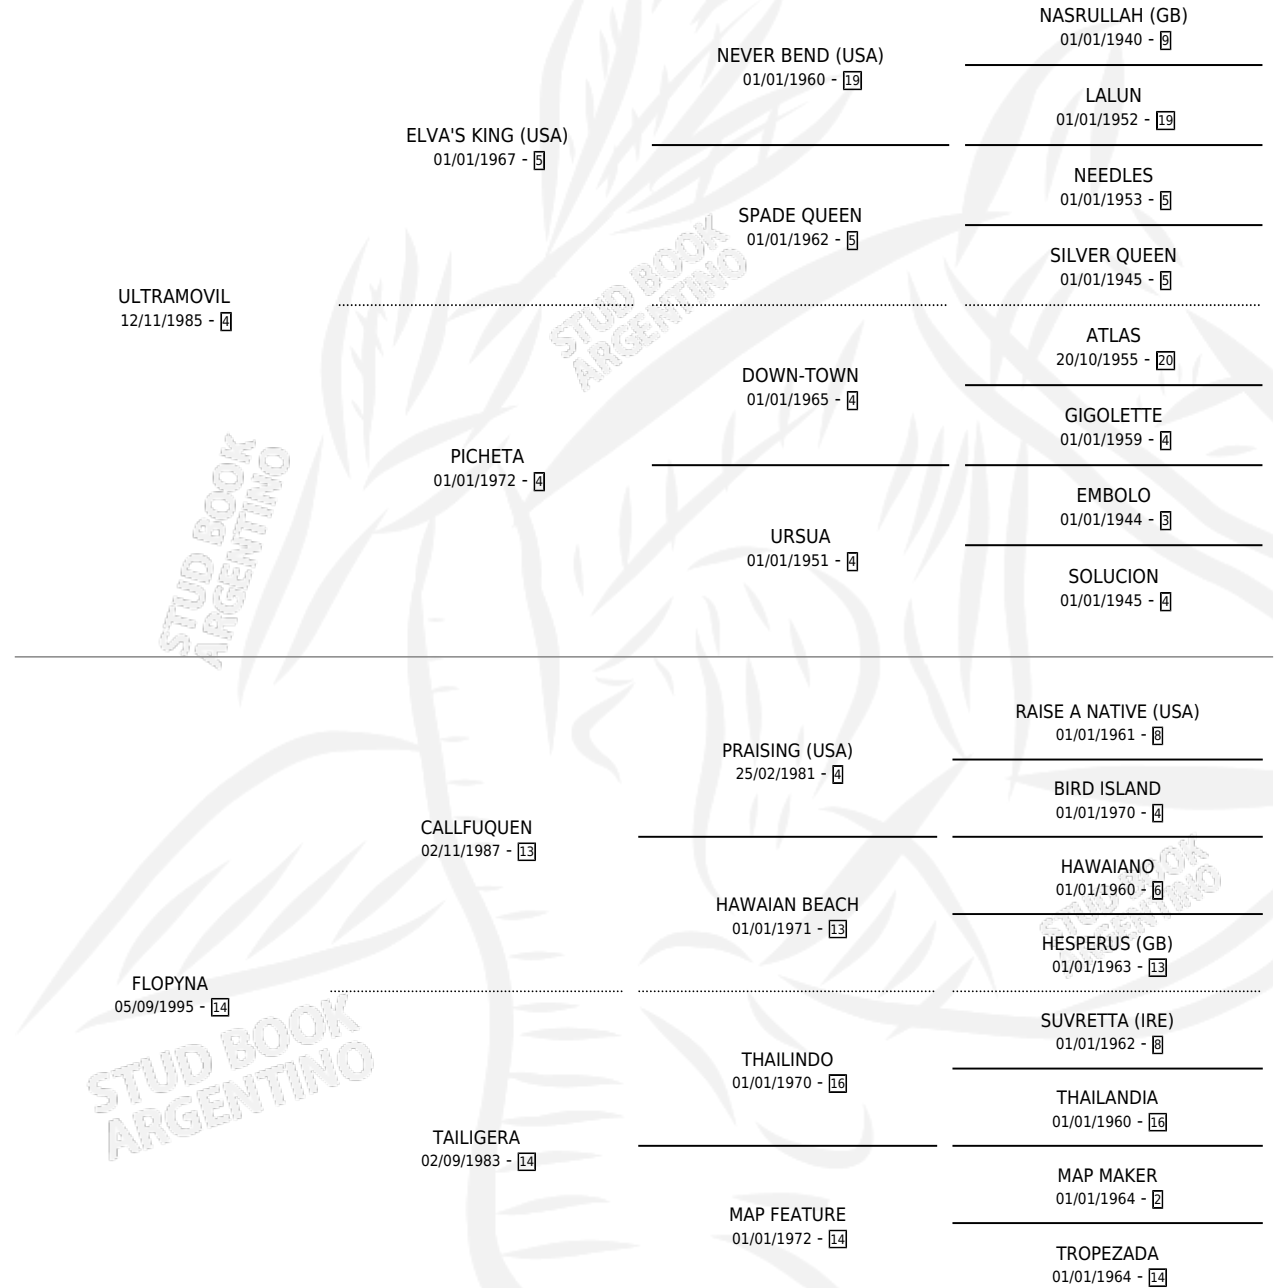 NASRULLAH (GB)
01/01/1940 - 9
NEVER BEND (USA)
01/01/1960 - 19
LALUN
01/01/1952 - 19
ELVA'S KING (USA)
01/01/1967 - 5
NEEDLES
01/01/1953 - 5
SPADE QUEEN
01/01/1962 - 5
SILVER QUEEN
01/01/1945 - 5
ULTRAMOVIL
12/11/1985 - 4
STUD BOOK
ARGENTINO
ATLAS
20/10/1955 - 20
DOWN-TOWN
01/01/1965 - 4
GIGOLETTE
01/01/1959 - 4
PICHETA
01/01/1972 - 4
EMBOLO
01/01/1944 - 3
URSUA
01/01/1951 - 4
SOLUCION
01/01/1945 - 4
STUD BOOK
ARGENTINO
RAISE A NATIVE (USA)
01/01/1961 - 8
PRAISING (USA)
25/02/1981 - 4
BIRD ISLAND
01/01/1970 - 4
CALLFUQUEN
02/11/1987 - 13
HAWAIANO
01/01/1960 - 6
HAWAIAN BEACH
01/01/1971 - 13
STUD BOOK
ARGENTINO
HESPERUS (GB)
01/01/1963 - 13
FLOPYNA
05/09/1995 - 14
SUVRETTA (IRE)
01/01/1962 - 8
STUD BOOK
ARGENTINO
THAILINDO
01/01/1970 - 16
THAILANDIA
01/01/1960 - 16
TAILIGERA
02/09/1983 - 14
MAP MAKER
01/01/1964 - 2
MAP FEATURE
01/01/1972 - 14
TROPEZADA
01/01/1964 - 14